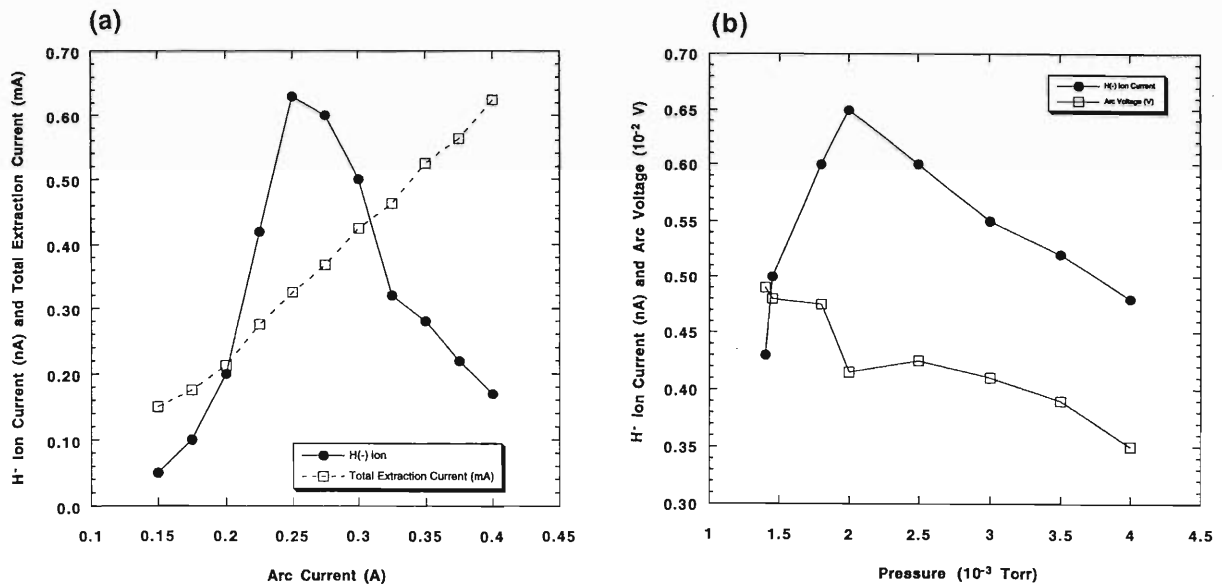 (a)
H⁻ Ion Current (nA) and Total Extraction Current (mA)
0.70
0.60
0.50
0.40
0.30
0.20
0.10
0.0
H(-) Ion
Total Extraction Current (mA)
0.1 0.15 0.2 0.25 0.3 0.35 0.4 0.45
Arc Current (A)
(b)
H⁻ Ion Current (nA) and Arc Voltage (10⁻² V)
0.70
0.65
0.60
0.55
0.50
0.45
0.40
0.35
0.30
H(-) Ion Current
Arc Voltage (V)
1 1.5 2 2.5 3 3.5 4 4.5
Pressure (10⁻³ Torr)